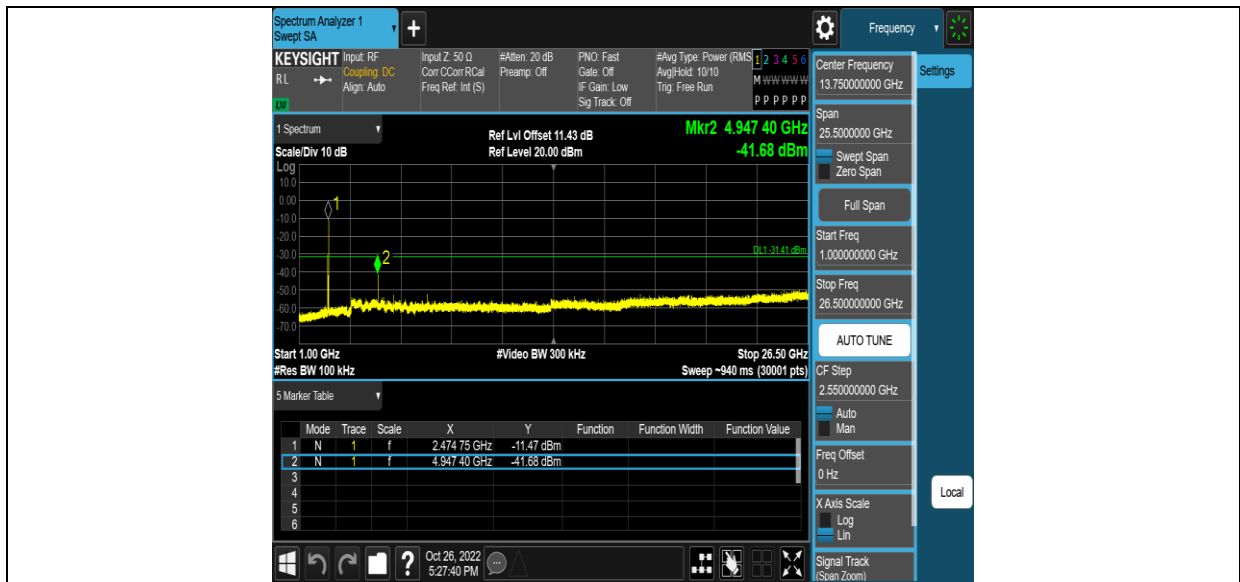 Spectrum Analyzer 1
Swept SA
+
Frequency
KEYSIGHT
RL
LXI
Input: RF
Coupling: DC
Align: Auto
Input Z: 50 Ω
Corr CCorr RCal
Freq Ref: Int (S)
#Atten: 20 dB
Preamp: Off
PNO: Fast
Gate: Off
IF Gain: Low
Sig Track: Off
#Avg Type: Power (RMS
Avg|Hold: 10/10
Trig: Free Run
1 2 3 4 5 6
M W W W W W
P P P P P P
1 Spectrum
Scale/Div 10 dB
Log
Ref Lvl Offset 11.43 dB
Ref Level 20.00 dBm
Mkr2 4.947 40 GHz
-41.68 dBm
10.0
0.00
-10.0
-20.0
-30.0
-40.0
-50.0
-60.0
-70.0
1
2
DL1 -31.41 dBm
Start 1.00 GHz
#Res BW 100 kHz
#Video BW 300 kHz
Stop 26.50 GHz
Sweep ~940 ms (30001 pts)
5 Marker Table
Mode Trace Scale X Y Function Function Width Function Value
1 N 1 f 2.474 75 GHz -11.47 dBm
2 N 1 f 4.947 40 GHz -41.68 dBm
3
4
5
6
?
Oct 26, 2022
5:27:40 PM
Center Frequency
13.750000000 GHz
Settings
Span
25.5000000 GHz
Swept Span
Zero Span
Full Span
Start Freq
1.000000000 GHz
Stop Freq
26.500000000 GHz
AUTO TUNE
CF Step
2.550000000 GHz
Auto
Man
Freq Offset
0 Hz
X Axis Scale
Log
Lin
Local
Signal Track
(Span Zoom)